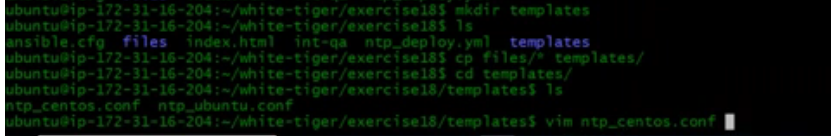 ubuntu@ip-172-31-16-204:~/white-tiger/exercise18$ mkdir templates
ubuntu@ip-172-31-16-204:~/white-tiger/exercise18$ ls
ansible.cfg files index.html int-qa ntp_deploy.yml templates
ubuntu@ip-172-31-16-204:~/white-tiger/exercise18$ cp files/* templates/
ubuntu@ip-172-31-16-204:~/white-tiger/exercise18$ cd templates/
ubuntu@ip-172-31-16-204:~/white-tiger/exercise18/templates$ ls
ntp_centos.conf ntp_ubuntu.conf
ubuntu@ip-172-31-16-204:~/white-tiger/exercise18/templates$ vim ntp_centos.conf